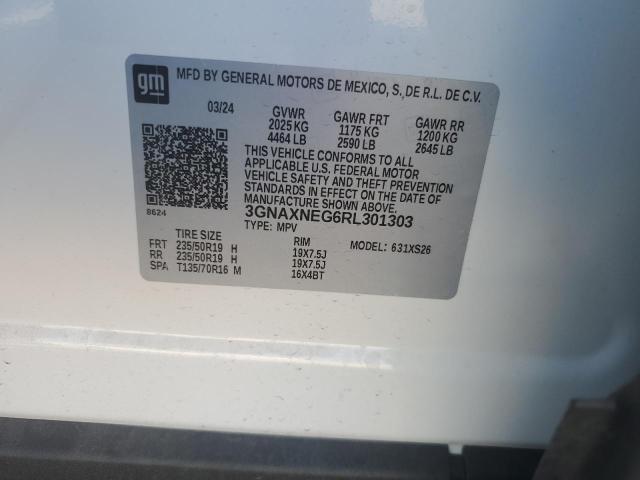 gm
MFD BY GENERAL MOTORS DE MEXICO, S, DE R.L. DE C.V.
03/24 GVWR GAWR FRT GAWR RR
2025 KG 1175 KG 1200 KG
4464 LB 2590 LB 2645 LB
THIS VEHICLE CONFORMS TO ALL
APPLICABLE U.S. FEDERAL MOTOR
VEHICLE SAFETY AND THEFT PREVENTION
STANDARDS IN EFFECT ON THE DATE OF
MANUFACTURE SHOWN ABOVE.
8624 3GNAXNEG6RL301303
TYPE: MPV
TIRE SIZE RIM MODEL: 631XS26
FRT 235/50R19 H 19X7.5J
RR 235/50R19 H 19X7.5J
SPA T135/70R16 M 16X4BT